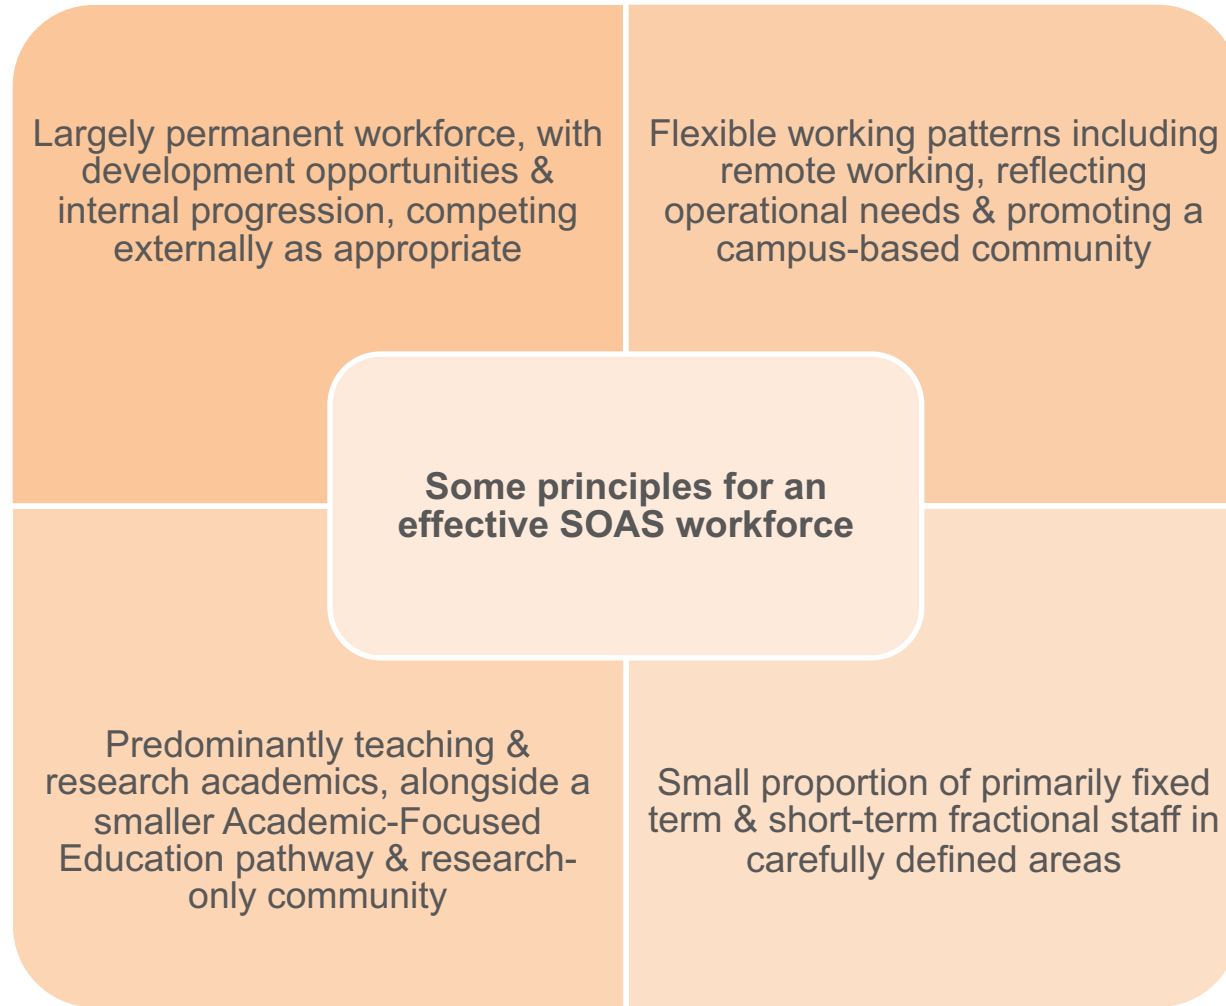 Largely permanent workforce, with
development opportunities &
internal progression, competing
externally as appropriate
Flexible working patterns including
remote working, reflecting
operational needs & promoting a
campus-based community
Some principles for an
effective SOAS workforce
Predominantly teaching &
research academics, alongside a
smaller Academic-Focused
Education pathway & research-
only community
Small proportion of primarily fixed
term & short-term fractional staff in
carefully defined areas